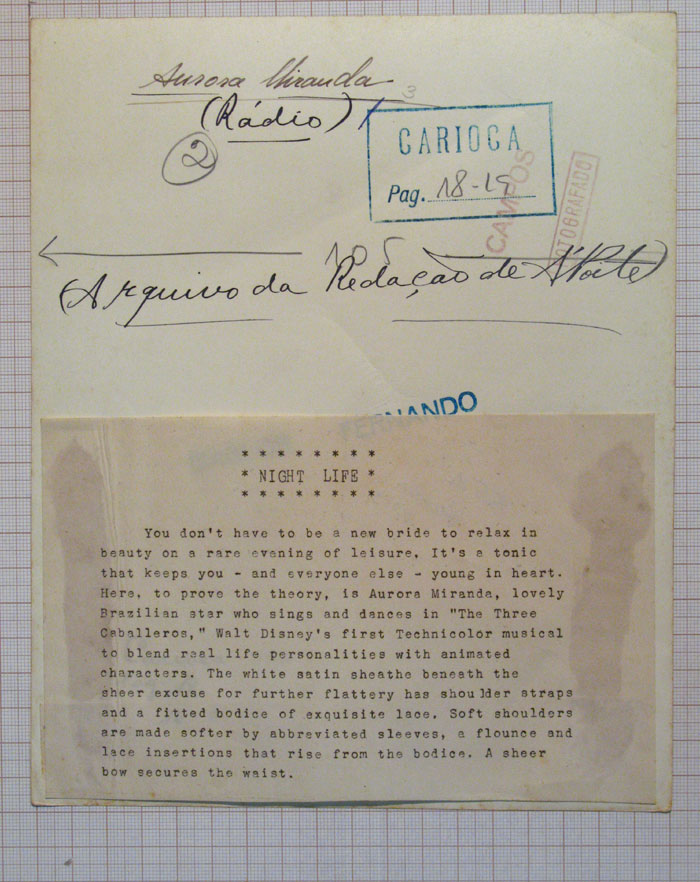 Aurora Miranda
3
(Rádio)
2
CARIOCA
Pag. 18-19
CAMPOS
FOTOGRAFADO
105
(Arquivo da Redação de A Noite)
FERNANDO
* * * * * * * *
* NIGHT LIFE *
* * * * * * * *
You don't have to be a new bride to relax in
beauty on a rare evening of leisure. It's a tonic
that keeps you - and everyone else - young in heart.
Here, to prove the theory, is Aurora Miranda, lovely
Brazilian star who sings and dances in "The Three
Caballeros," Walt Disney's first Technicolor musical
to blend real life personalities with animated
characters. The white satin sheathe beneath the
sheer excuse for further flattery has shoulder straps
and a fitted bodice of exquisite lace. Soft shoulders
are made softer by abbreviated sleeves, a flounce and
lace insertions that rise from the bodice. A sheer
bow secures the waist.